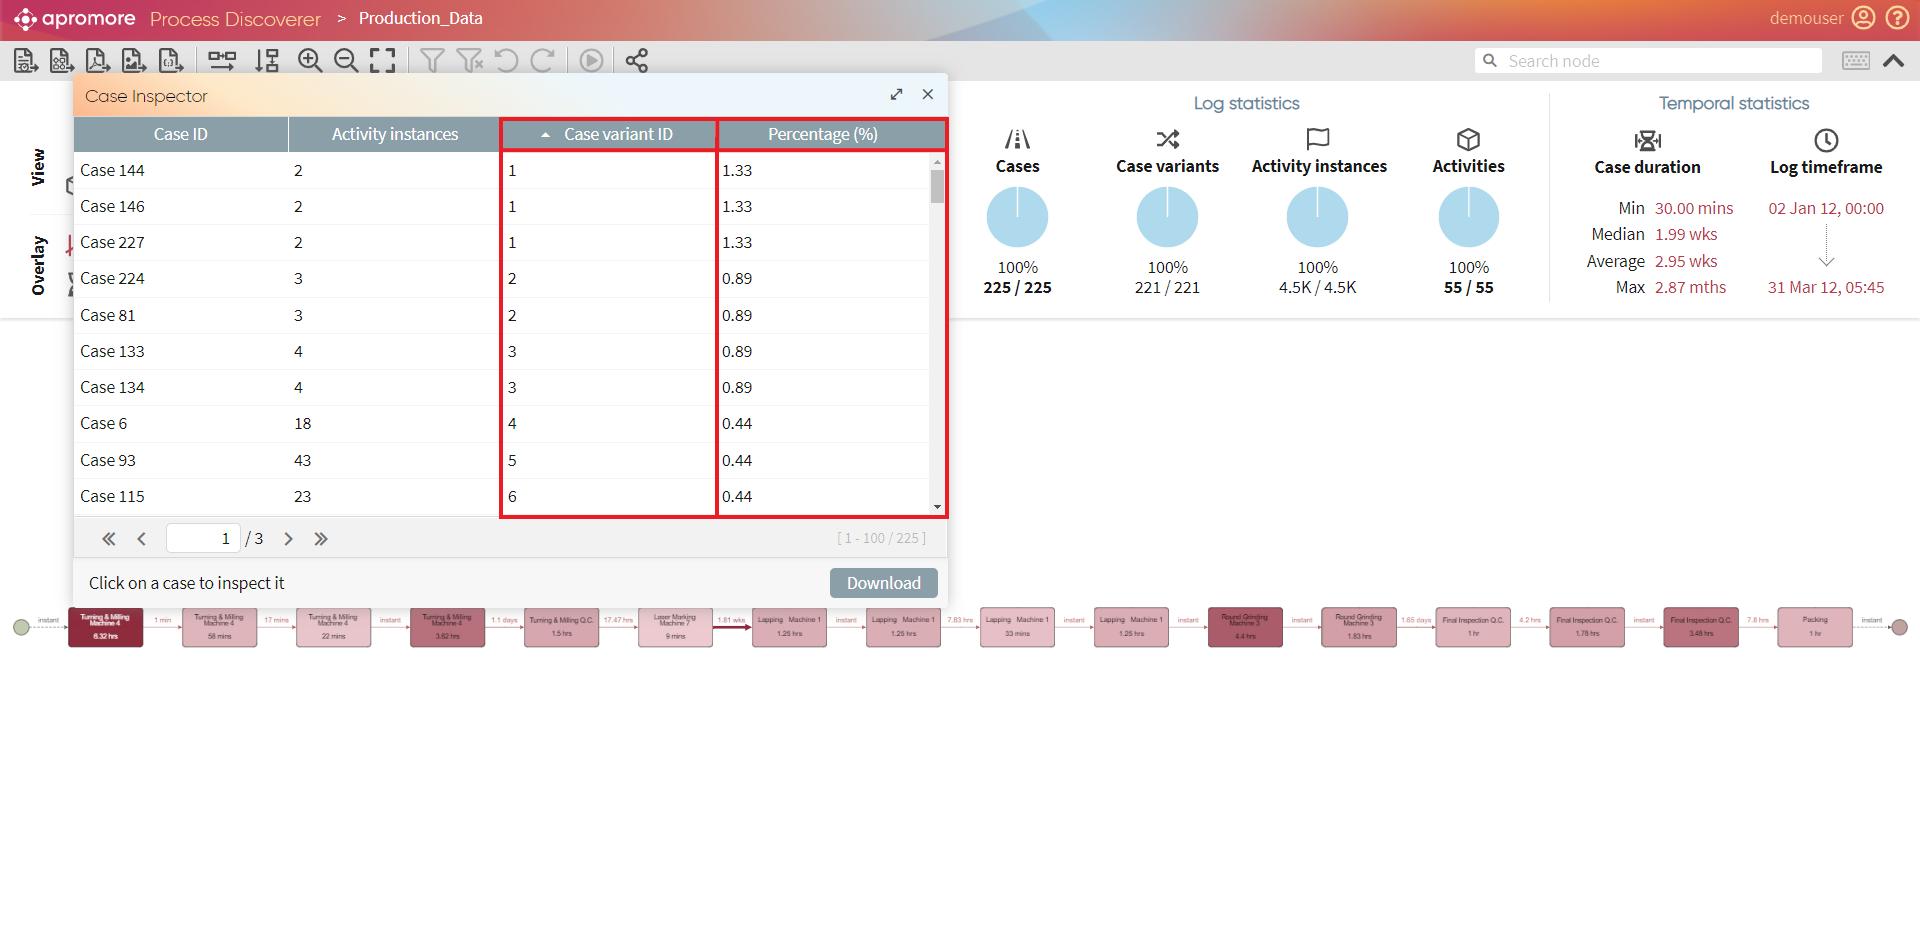 apromore Process Discoverer > Production_Data demouser
Search node
Case Inspector
Case ID Activity instances Case variant ID Percentage (%)
Case 144 2 1 1.33
Case 146 2 1 1.33
Case 227 2 1 1.33
Case 224 3 2 0.89
Case 81 3 2 0.89
Case 133 4 3 0.89
Case 134 4 3 0.89
Case 6 18 4 0.44
Case 93 43 5 0.44
Case 115 23 6 0.44
1 / 3 [ 1 - 100 / 225 ]
Click on a case to inspect it Download
View
Overlay
Log statistics
Cases Case variants Activity instances Activities
100% 100% 100% 100%
225 / 225 221 / 221 4.5K / 4.5K 55 / 55
Temporal statistics
Case duration Log timeframe
Min 30.00 mins 02 Jan 12, 00:00
Median 1.99 wks
Average 2.95 wks
Max 2.87 mths 31 Mar 12, 05:45
instant
Turning & Milling
Machine 4
6.32 hrs
1 min
Turning & Milling
Machine 4
56 mins
17 mins
Turning & Milling
Machine 4
22 mins
instant
Turning & Milling
Machine 4
3.62 hrs
1.1 days
Turning & Milling Q.C.
1.5 hrs
17.47 hrs
Laser Marking
Machine 7
9 mins
1.81 wks
Lapping Machine 1
1.25 hrs
instant
Lapping Machine 1
1.25 hrs
7.83 hrs
Lapping Machine 1
33 mins
instant
Lapping Machine 1
1.25 hrs
instant
Round Grinding
Machine 3
4.4 hrs
instant
Round Grinding
Machine 3
1.83 hrs
1.65 days
Final Inspection Q.C.
1 hr
4.2 hrs
Final Inspection Q.C.
1.78 hrs
instant
Final Inspection Q.C.
3.48 hrs
7.8 hrs
Packing
1 hr
instant